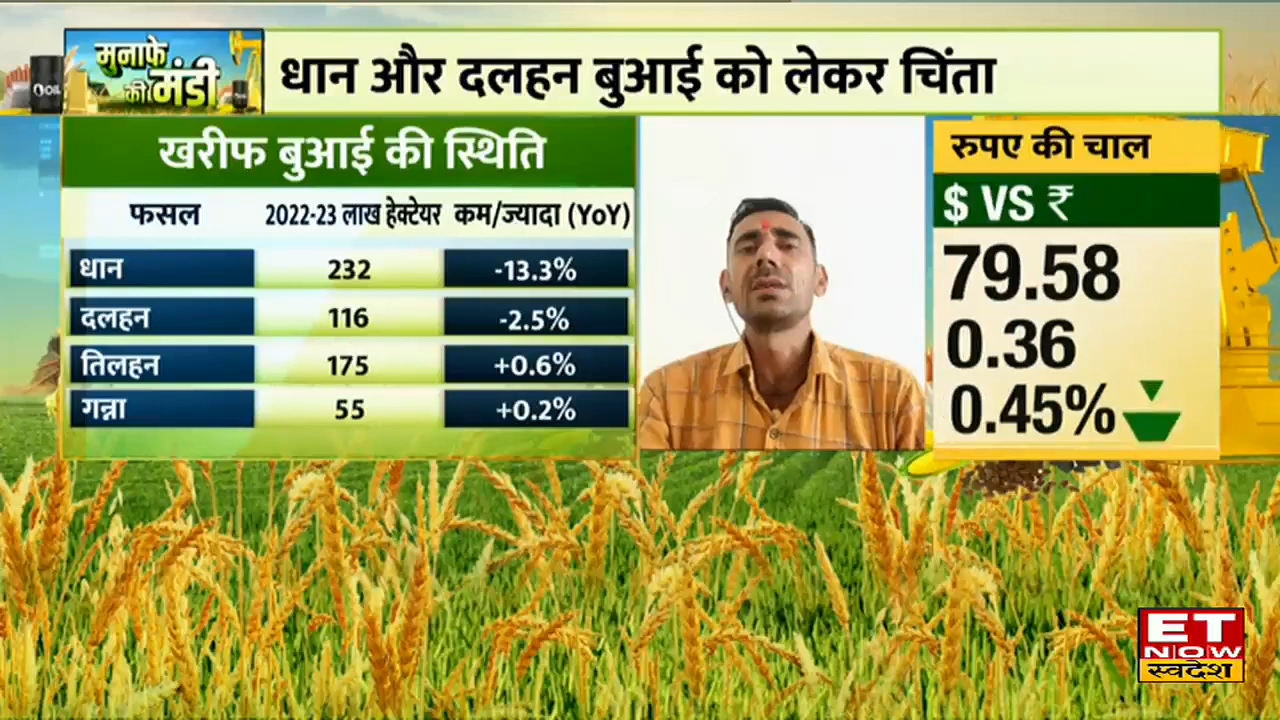 मुनाफे
की मंडी
OIL
धान और दलहन बुआई को लेकर चिंता
खरीफ बुआई की स्थिति
फसल 2022-23 लाख हेक्टेयर कम/ज्यादा (YoY)
धान 232 -13.3%
दलहन 116 -2.5%
तिलहन 175 +0.6%
गन्ना 55 +0.2%
रुपए की चाल
$ VS ₹
79.58
0.36
0.45%
ET
NOW
स्वदेश